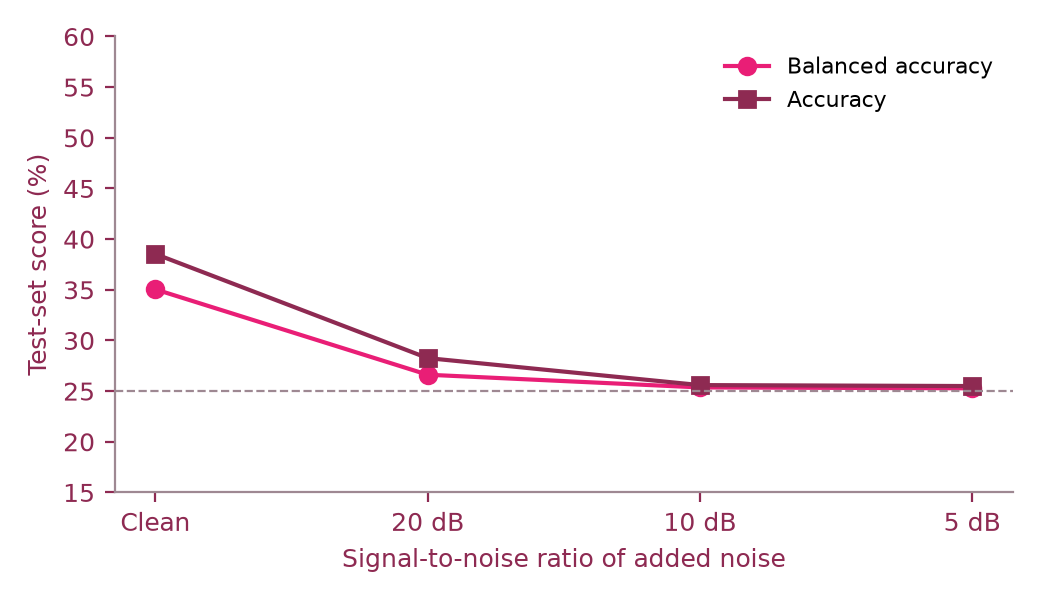 60
55
50
45
40
35
30
25
20
15
Test-set score (%)
Balanced accuracy
Accuracy
Clean
20 dB
10 dB
5 dB
Signal-to-noise ratio of added noise